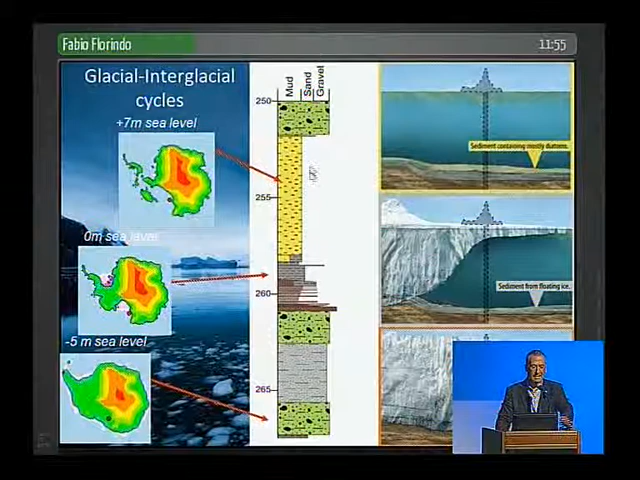 Fabio Florindo
11:55
Glacial-Interglacial
cycles
+7m sea level
0m sea level
-5 m sea level
Mud
Sand
Gravel
250
255
260
265
Sediment containing mostly diatoms.
Sediment from floating ice.